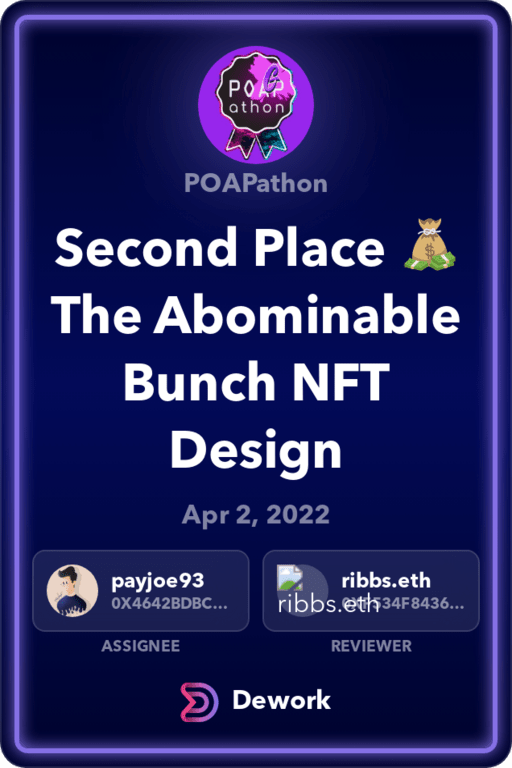 POAP
athon
POAPathon
Second Place 💰
The Abominable
Bunch NFT
Design
Apr 2, 2022
payjoe93
0X4642BDBC...
ribbs.eth
ribbs.eth
ASSIGNEE
REVIEWER
Dework